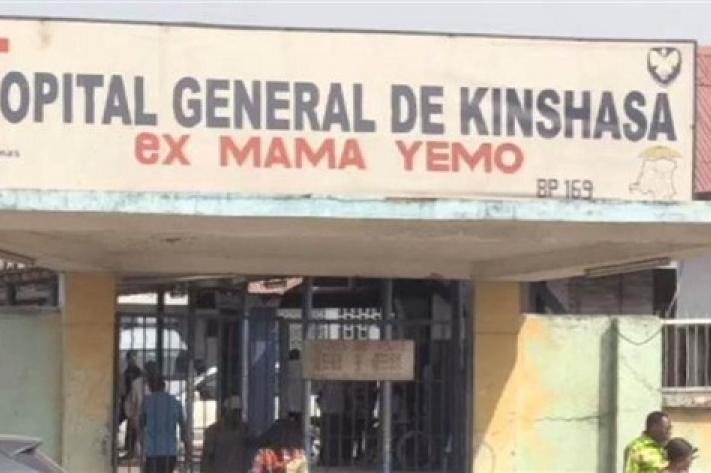 OPITAL GENERAL DE KINSHASA
ex MAMA YEMO
BP 169